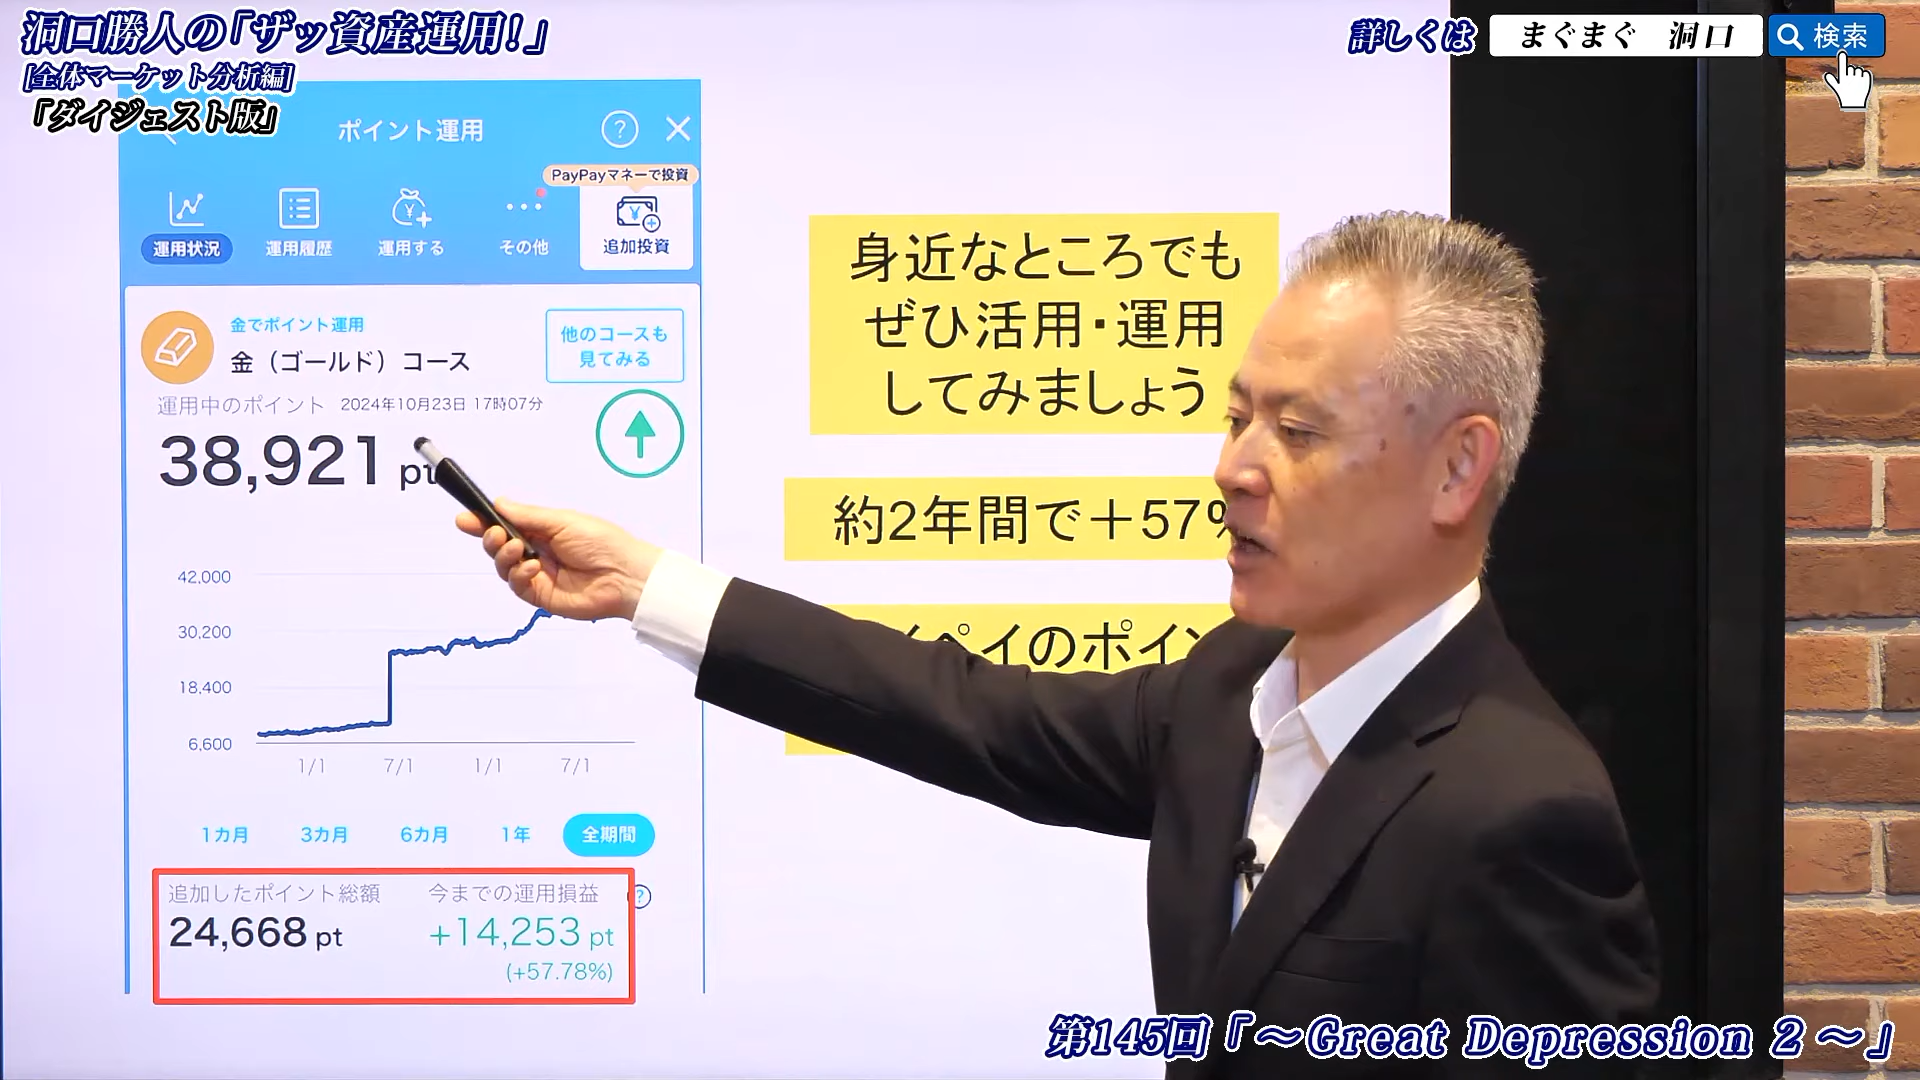 洞口勝人の「ザッ資産運用!」
[全体マーケット分析編]
「ダイジェスト版」
詳しくは
まぐまぐ 洞口
検索
ポイント運用
?
PayPayマネーで投資
運用状況
運用履歴
運用する
その他
追加投資
金でポイント運用
金（ゴールド）コース
他のコースも
見てみる
運用中のポイント 2024年10月23日 17時07分
38,921 pt
42,000
30,200
18,400
6,600
1/1 7/1 1/1 7/1
1カ月 3カ月 6カ月 1年 全期間
追加したポイント総額 今までの運用損益 ?
24,668 pt +14,253 pt
(+57.78%)
身近なところでも
ぜひ活用・運用
してみましょう
約2年間で＋57%
イペイのポイン
第145回「～Great Depression 2～」